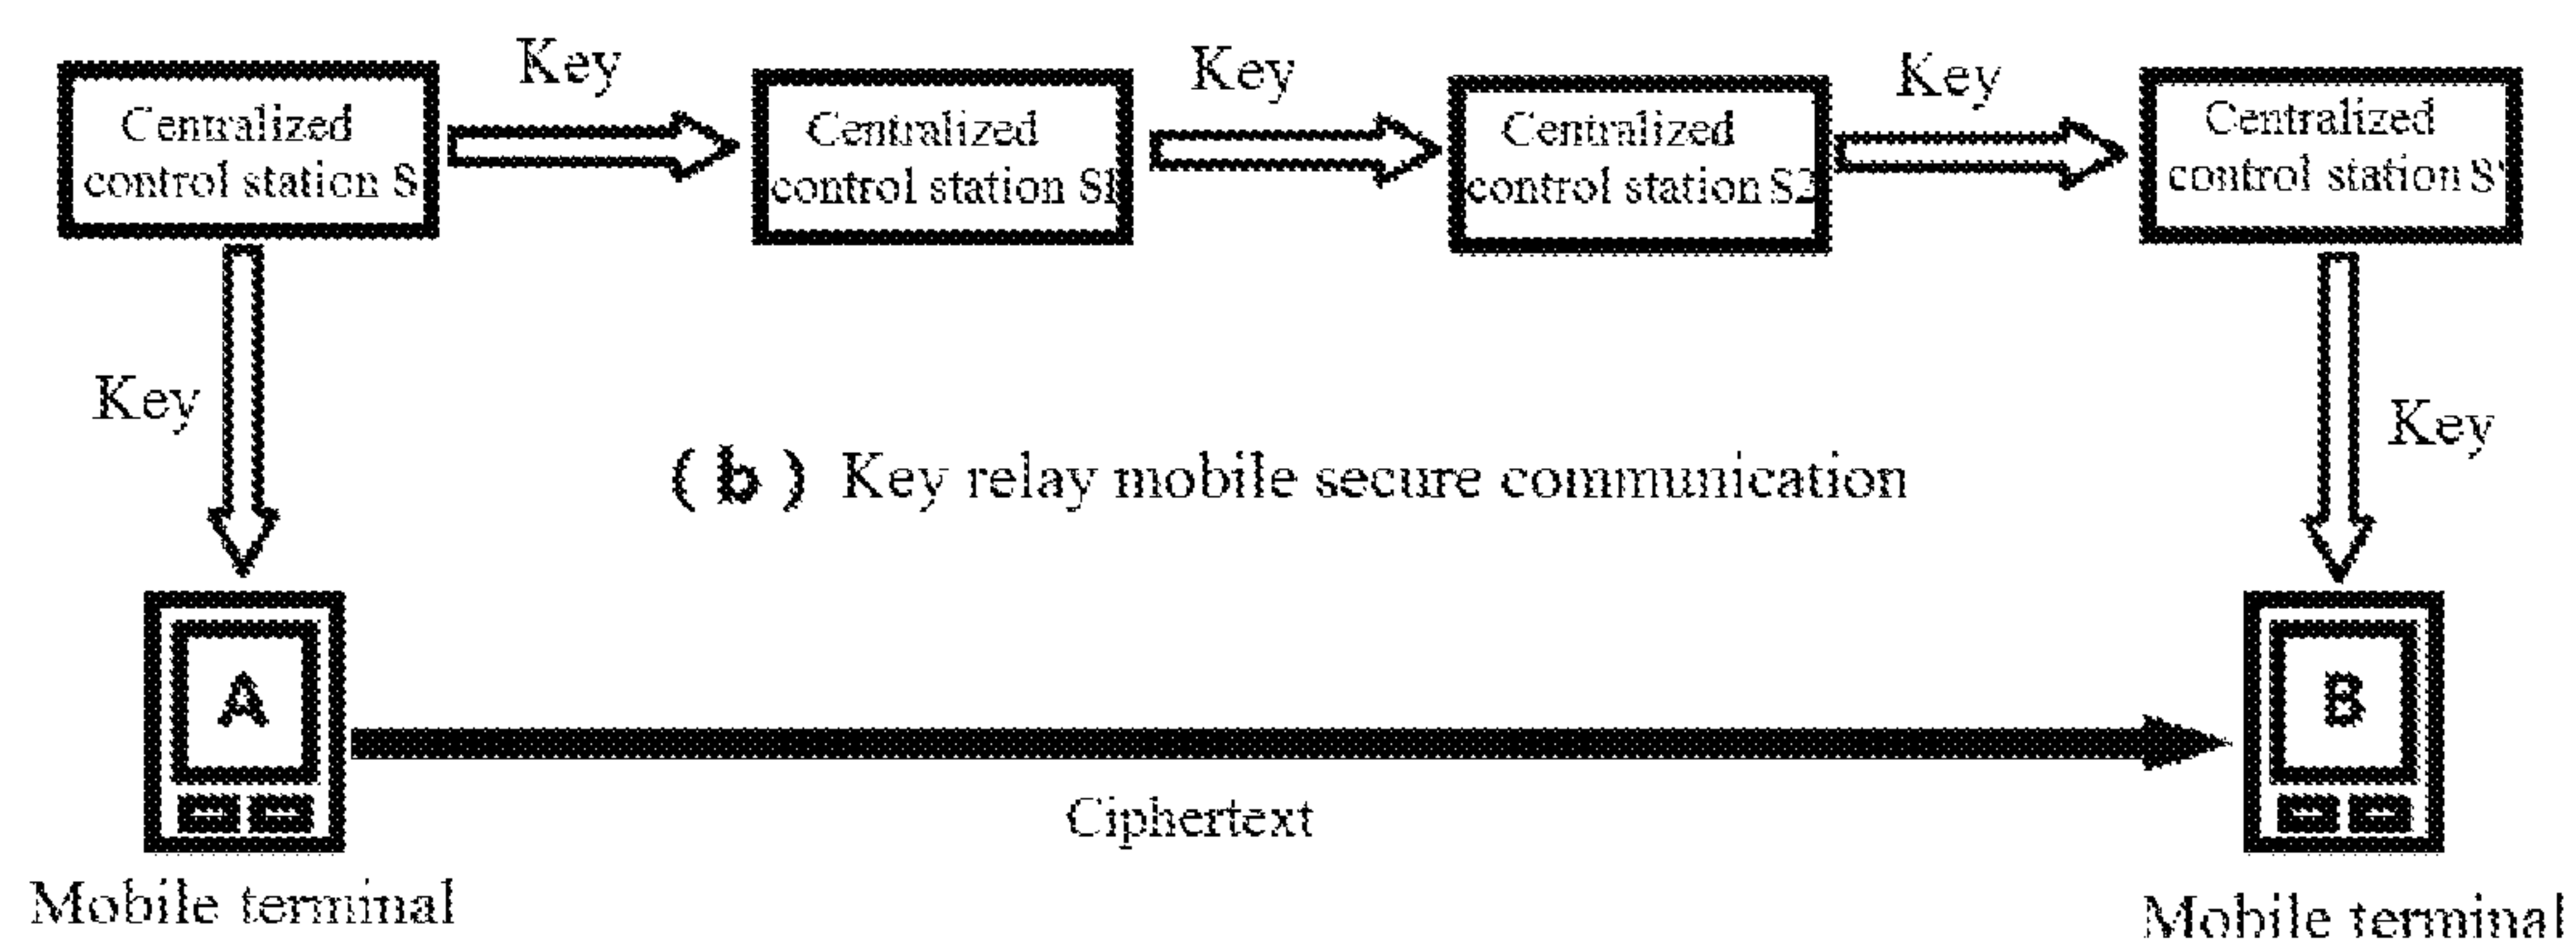 Key
Key
Key
Centralized
control station S
Centralized
control station S1
Centralized
control station S2
Centralized
control station S'
Key
Key
( b ) Key relay mobile secure communication
A
B
Ciphertext
Mobile terminal
Mobile terminal